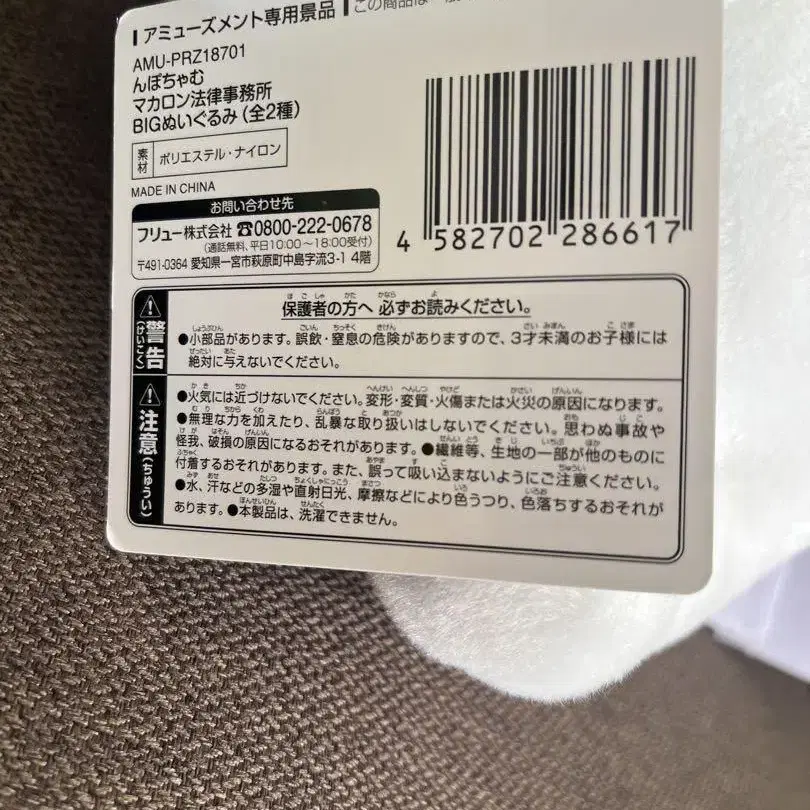 アミューズメント専用景品
この商品は
AMU-PRZ18701
んぽちゃむ
マカロン法律事務所
BIGぬいぐるみ(全2種)
素材 ポリエステル・ナイロン
MADE IN CHINA
お問い合わせ先
フリュー株式会社 ☎0800-222-0678
(通話無料、平日10:00~18:00受付)
〒491-0364 愛知県一宮市萩原町中島字流3-1 4階
4 582702 286617
保護者の方へ 必ずお読みください。
警告(けいこく)
●小部品があります。誤飲・窒息の危険がありますので、3才未満のお子様には
絶対に与えないでください。
注意(ちゅうい)
●火気には近づけないでください。変形・変質・火傷または火災の原因になります。
●無理な力を加えたり、乱暴な取り扱いはしないでください。思わぬ事故や
怪我、破損の原因になるおそれがあります。●繊維等、生地の一部が他のものに
付着するおそれがあります。また、誤って吸い込まないようにご注意ください。
●水、汗などの多湿や直射日光、摩擦などにより色うつり、色落ちするおそれが
あります。●本製品は、洗濯できません。